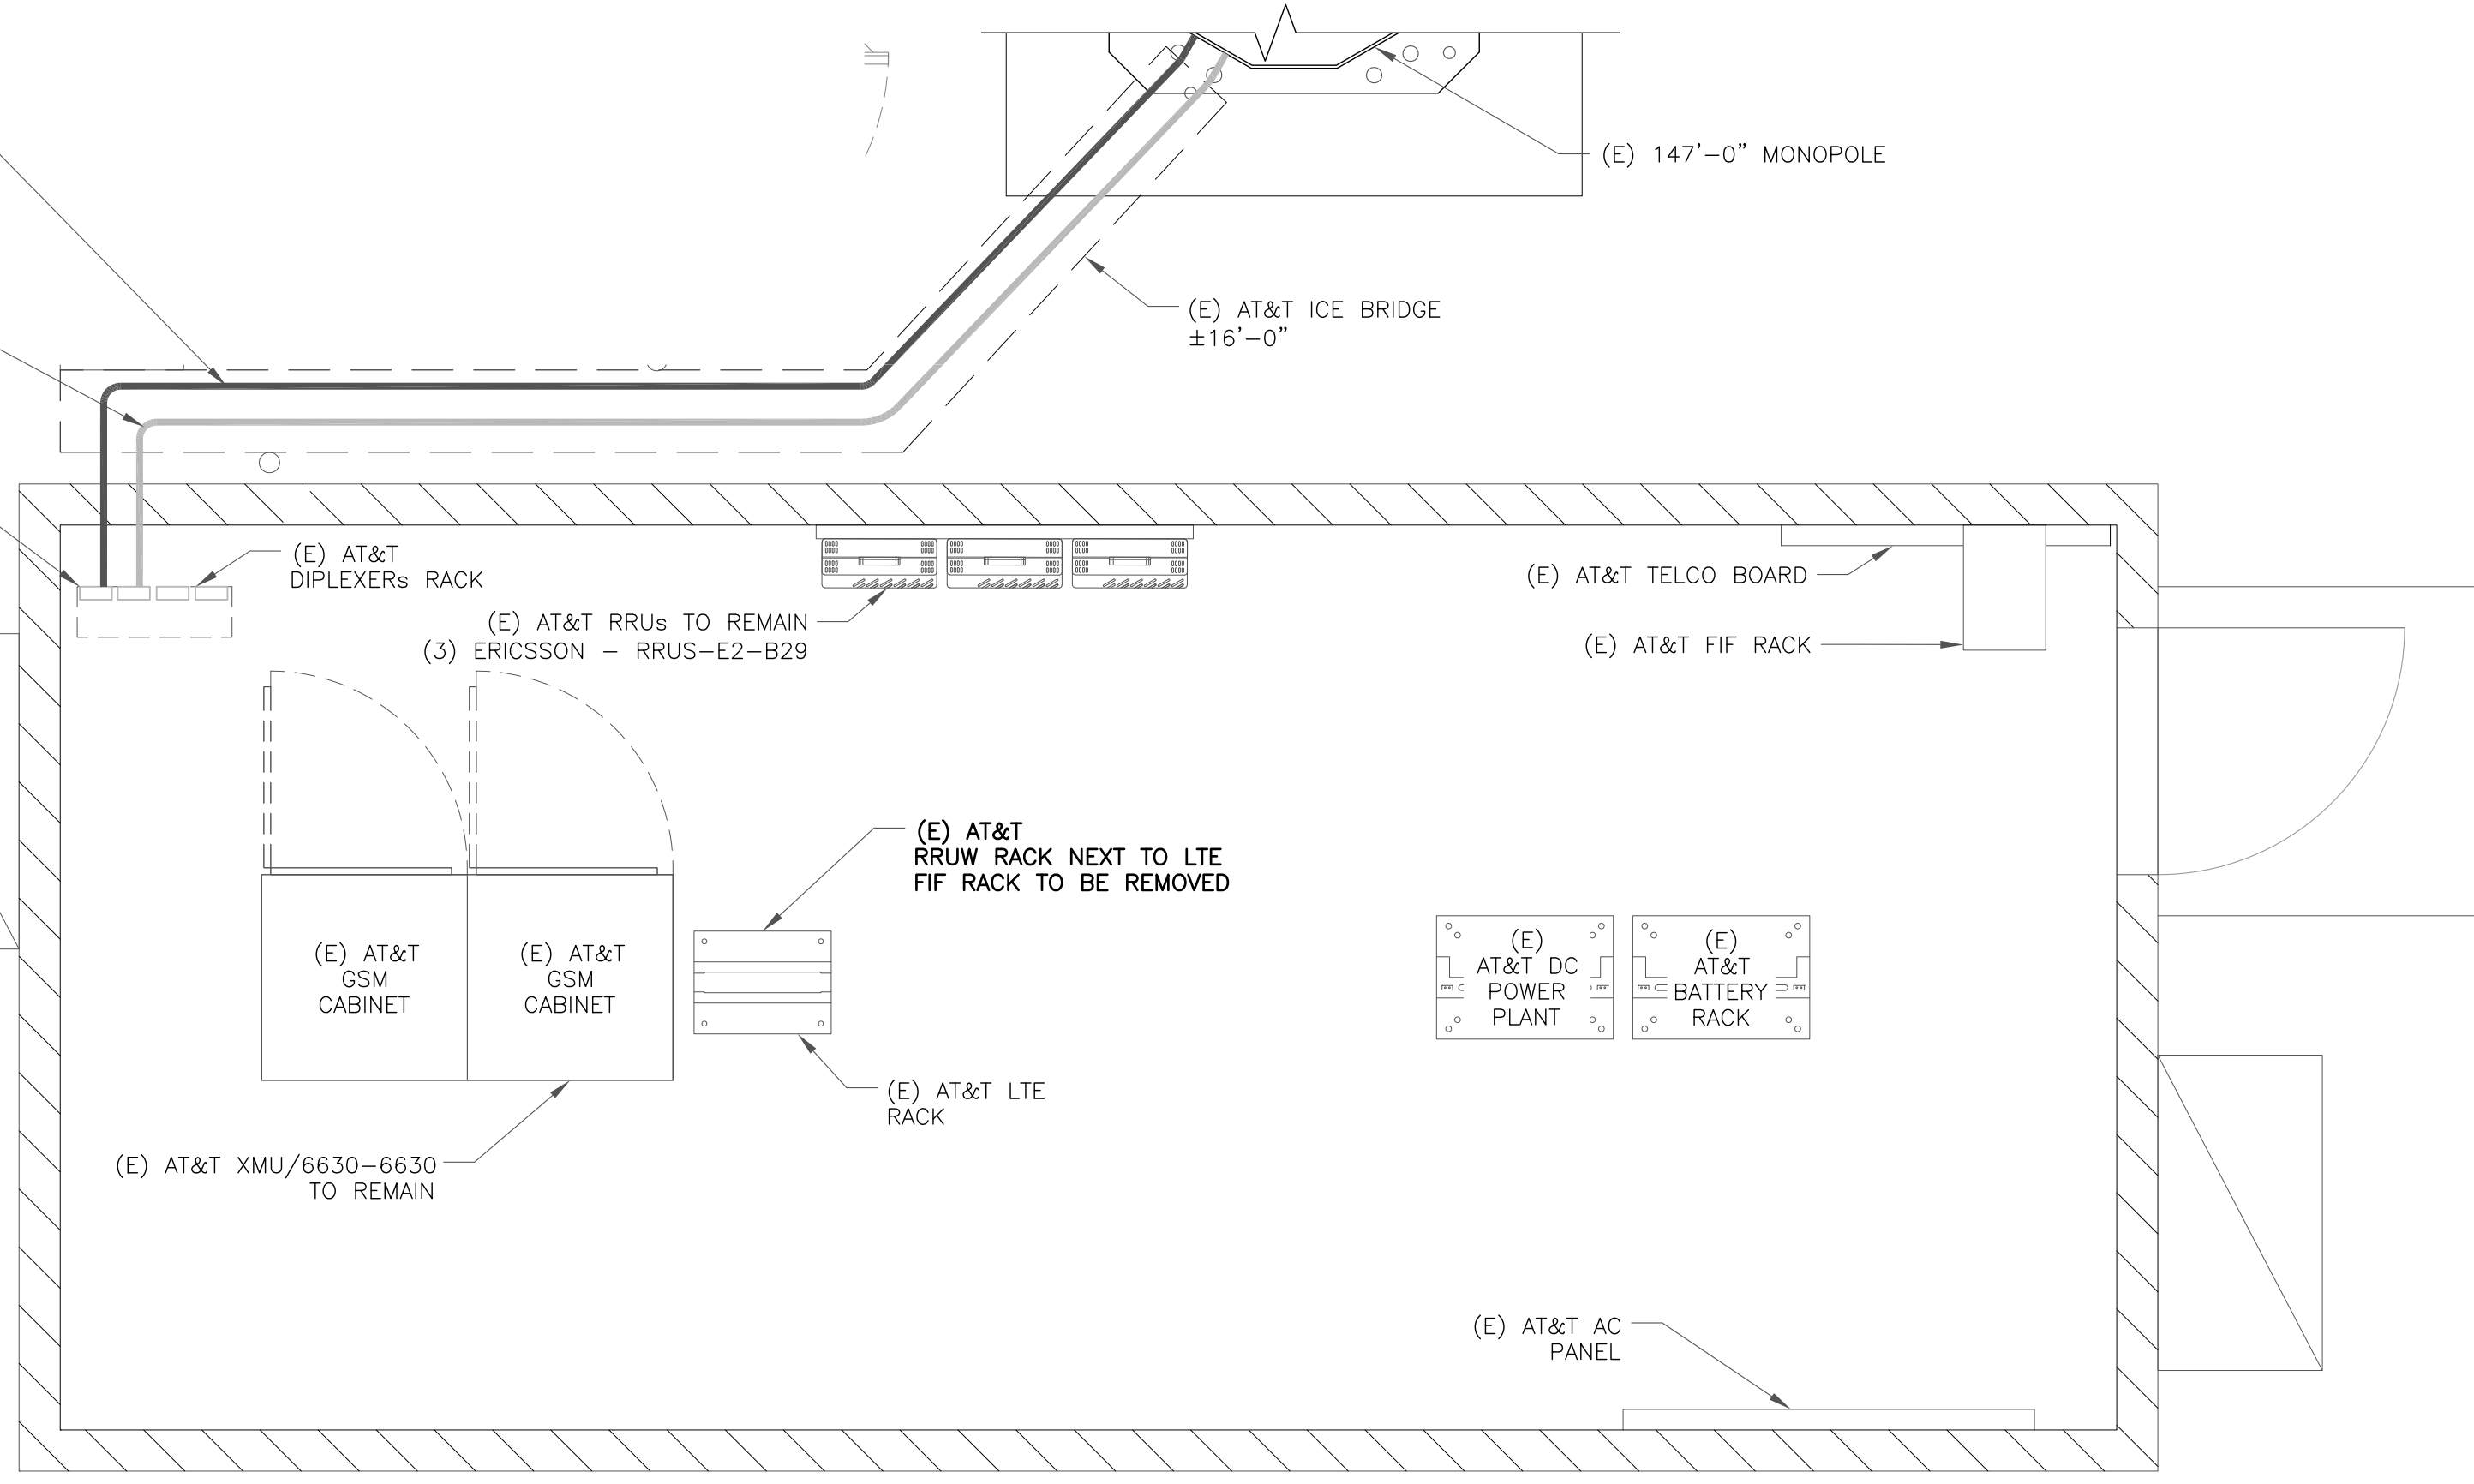 (E) 147'-0" MONOPOLE
(E) AT&T ICE BRIDGE
±16'-0"
(E) AT&T
DIPLEXERs RACK
(E) AT&T RRUs TO REMAIN
(3) ERICSSON - RRUS-E2-B29
(E) AT&T TELCO BOARD
(E) AT&T FIF RACK
(E) AT&T
RRUW RACK NEXT TO LTE
FIF RACK TO BE REMOVED
(E) AT&T
GSM
CABINET
(E) AT&T
GSM
CABINET
(E)
AT&T DC
POWER
PLANT
(E)
AT&T
BATTERY
RACK
(E) AT&T LTE
RACK
(E) AT&T XMU/6630-6630
TO REMAIN
(E) AT&T AC
PANEL